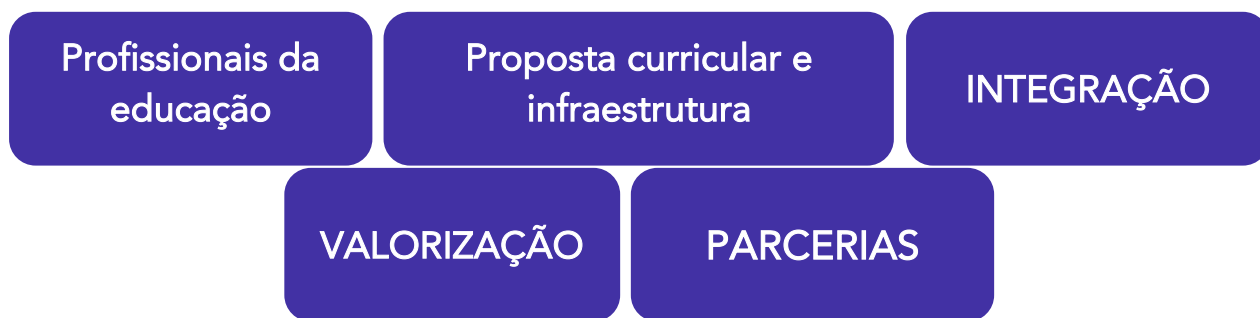 Profissionais da
educação
Proposta curricular e
infraestrutura
INTEGRAÇÃO
VALORIZAÇÃO
PARCERIAS